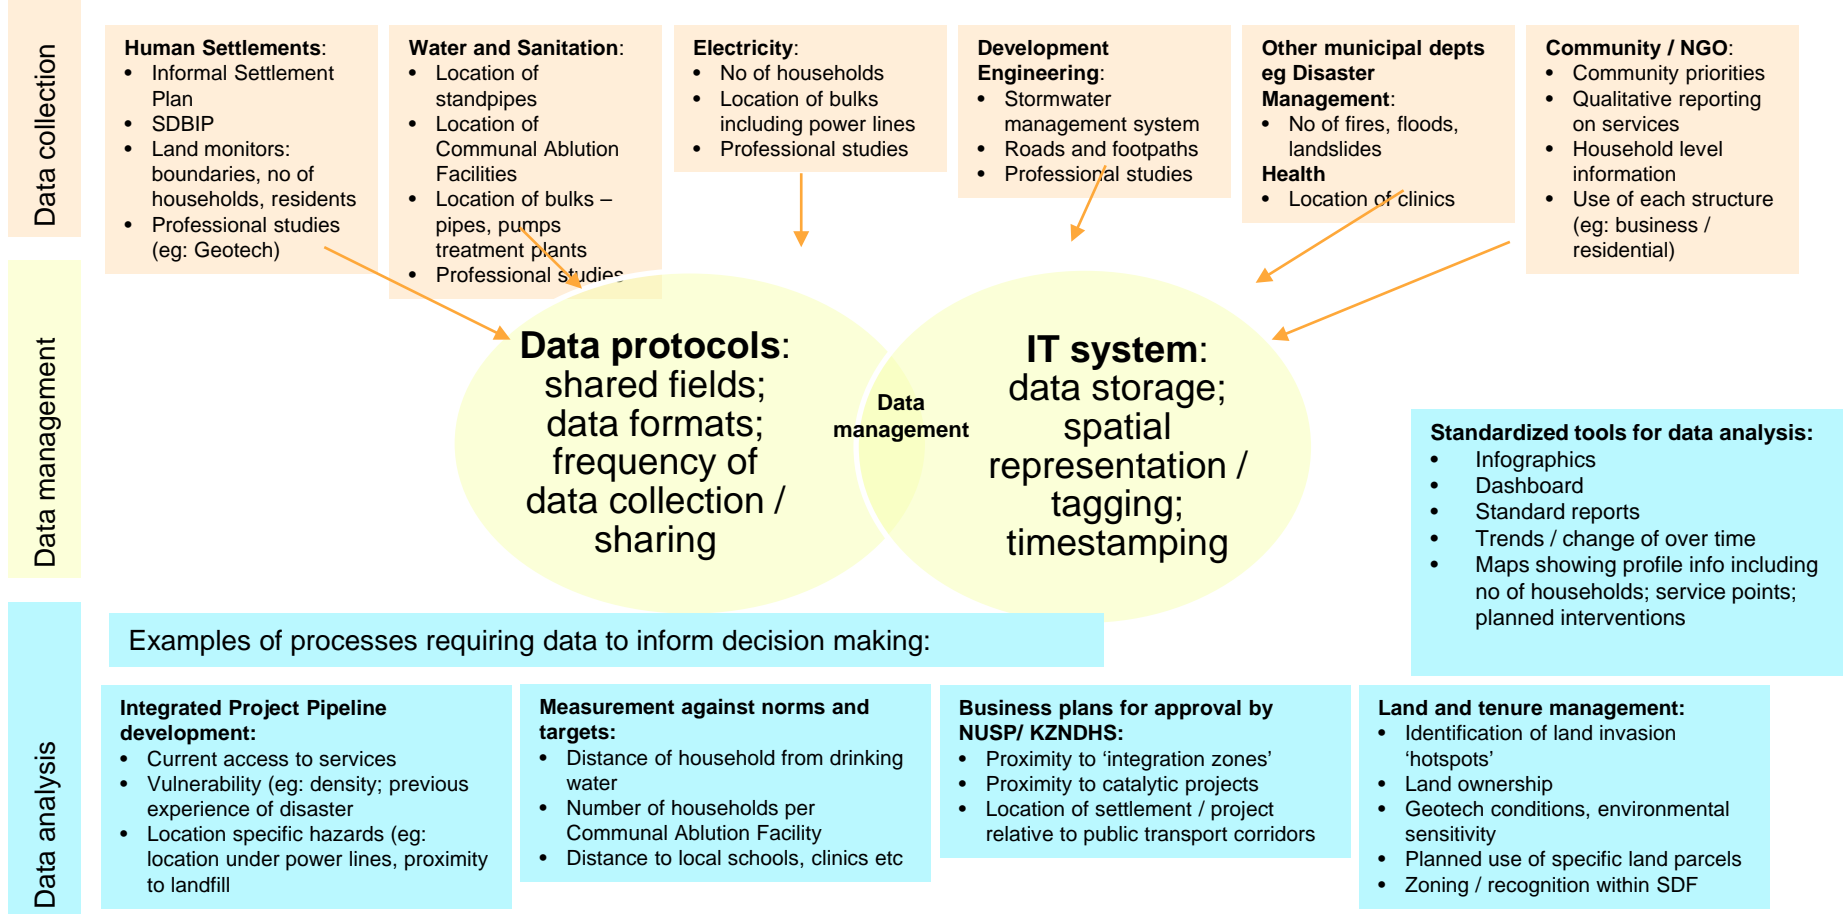 Data collection
Human Settlements:
• Informal Settlement
Plan
• SDBIP
• Land monitors:
boundaries, no of
households, residents
• Professional studies
(eg: Geotech)
Water and Sanitation:
• Location of
standpipes
• Location of
Communal Ablution
Facilities
• Location of bulks –
pipes, pumps
treatment plants
• Professional studies
Electricity:
• No of households
• Location of bulks
including power lines
• Professional studies
Development
Engineering:
• Stormwater
management system
• Roads and footpaths
• Professional studies
Other municipal depts
eg Disaster
Management:
• No of fires, floods,
landslides
Health
• Location of clinics
Community / NGO:
• Community priorities
• Qualitative reporting
on services
• Household level
information
• Use of each structure
(eg: business /
residential)
Data management
Data protocols:
shared fields;
data formats;
frequency of
data collection /
sharing
Data
management
IT system:
data storage;
spatial
representation /
tagging;
timestamping
Standardized tools for data analysis:
• Infographics
• Dashboard
• Standard reports
• Trends / change of over time
• Maps showing profile info including
no of households; service points;
planned interventions
Data analysis
Examples of processes requiring data to inform decision making:
Integrated Project Pipeline
development:
• Current access to services
• Vulnerability (eg: density; previous
experience of disaster
• Location specific hazards (eg:
location under power lines, proximity
to landfill
Measurement against norms and
targets:
• Distance of household from drinking
water
• Number of households per
Communal Ablution Facility
• Distance to local schools, clinics etc
Business plans for approval by
NUSP/ KZNDHS:
• Proximity to ‘integration zones’
• Proximity to catalytic projects
• Location of settlement / project
relative to public transport corridors
Land and tenure management:
• Identification of land invasion
‘hotspots’
• Land ownership
• Geotech conditions, environmental
sensitivity
• Planned use of specific land parcels
• Zoning / recognition within SDF